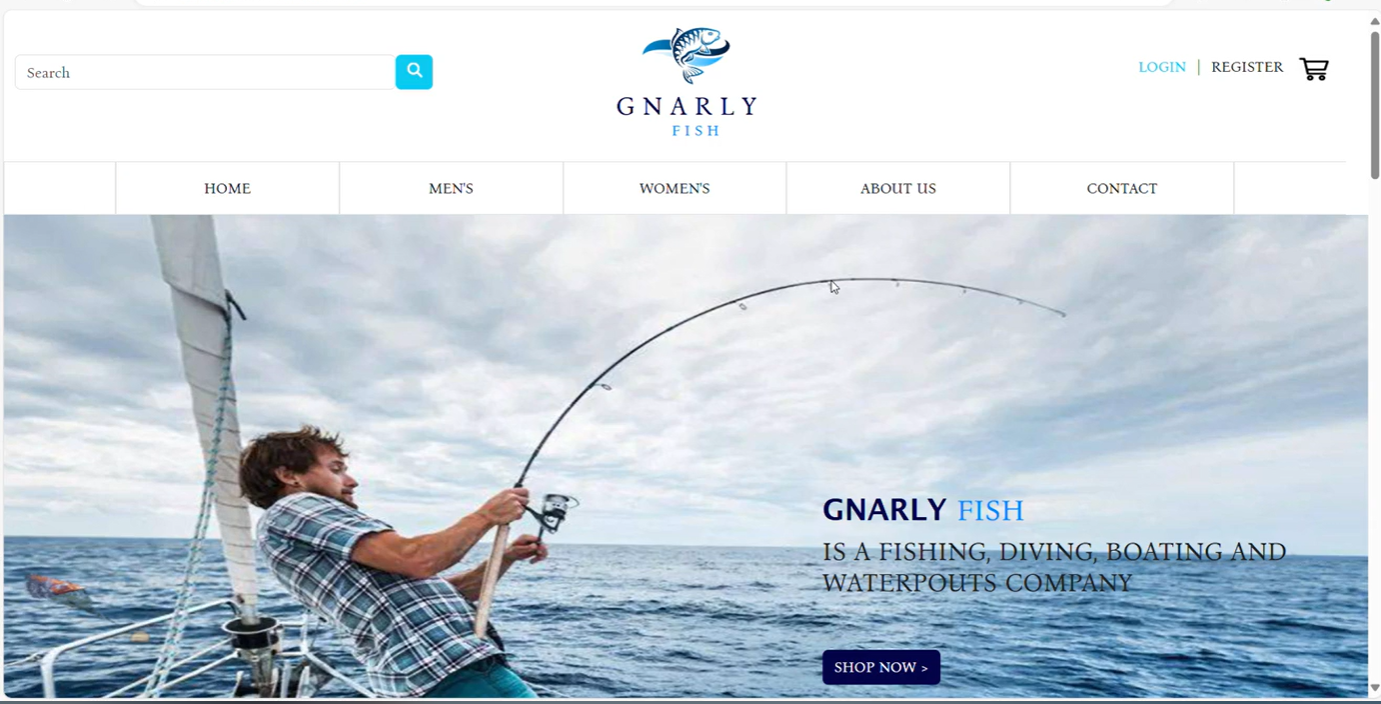 Search
GNARLY
FISH
LOGIN | REGISTER
HOME
MEN'S
WOMEN'S
ABOUT US
CONTACT
GNARLY FISH
IS A FISHING, DIVING, BOATING AND
WATERPOUTS COMPANY
SHOP NOW >